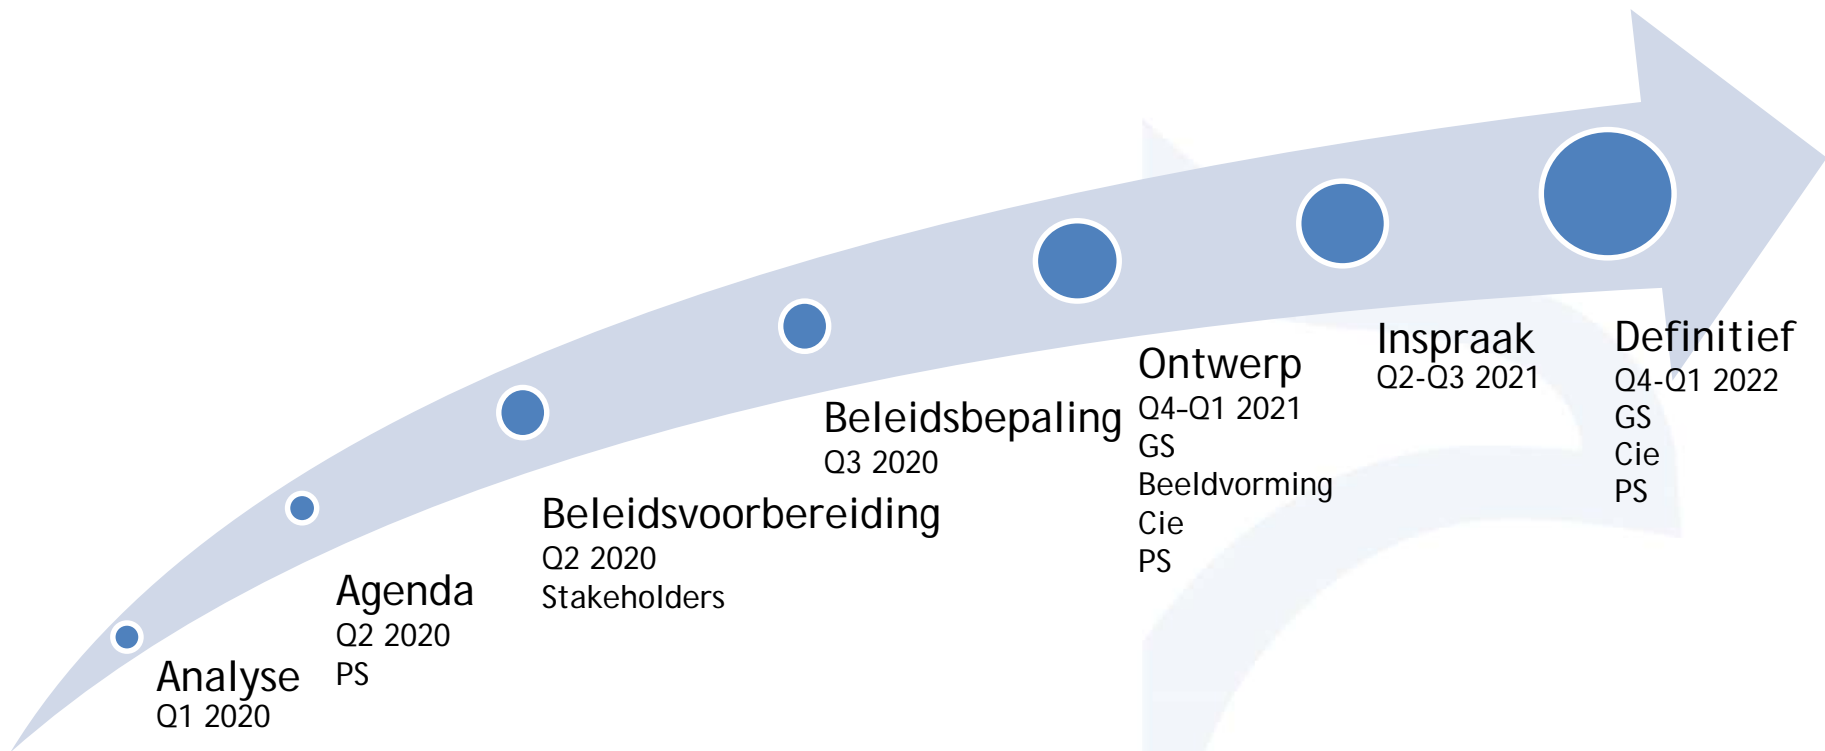 Analyse
Q1 2020
Agenda
Q2 2020
PS
Beleidsvoorbereiding
Q2 2020
Stakeholders
Beleidsbepaling
Q3 2020
Ontwerp
Q4-Q1 2021
GS
Beeldvorming
Cie
PS
Inspraak
Q2-Q3 2021
Definitief
Q4-Q1 2022
GS
Cie
PS